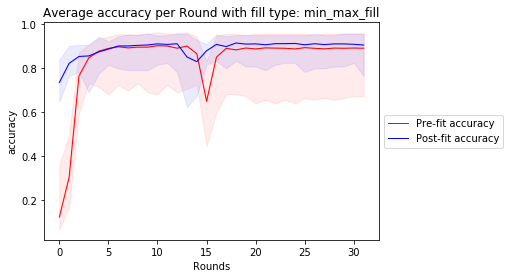 Average accuracy per Round with fill type: min_max_fill
1.0
0.8
0.6
0.4
0.2
accuracy
0 5 10 15 20 25 30
Rounds
Pre-fit accuracy
Post-fit accuracy